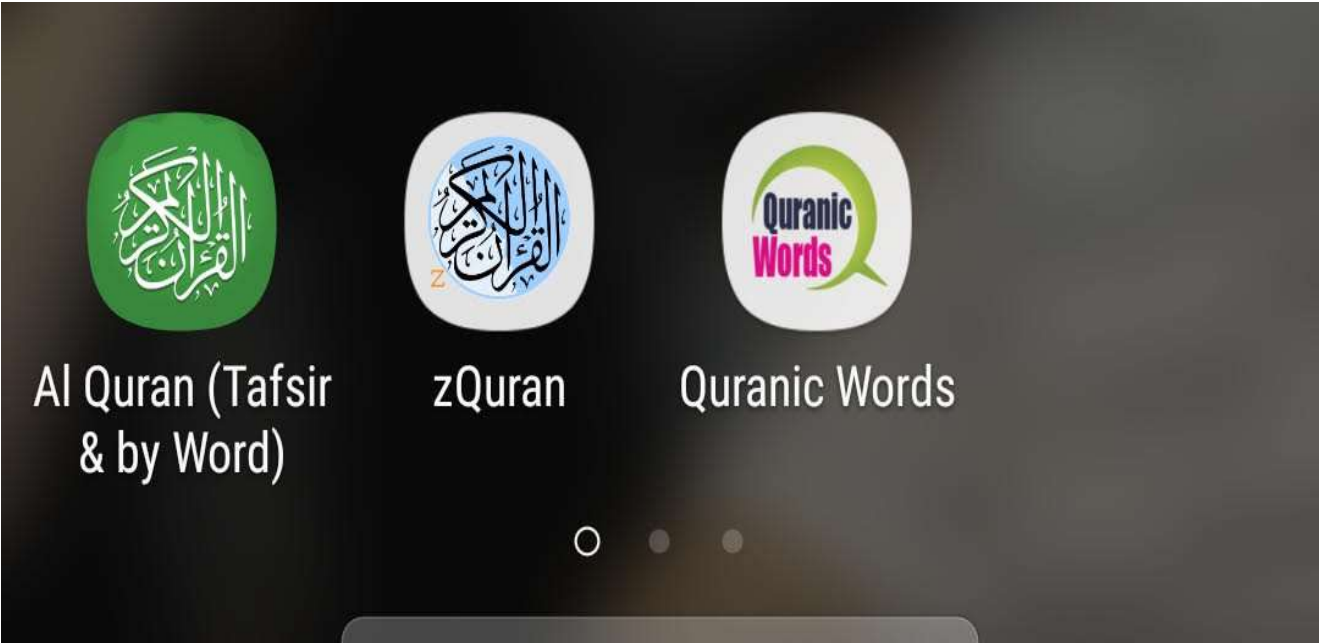 القرآن الكريم
القرآن الكريم
z
Quranic
Words
Al Quran (Tafsir
& by Word)
zQuran
Quranic Words